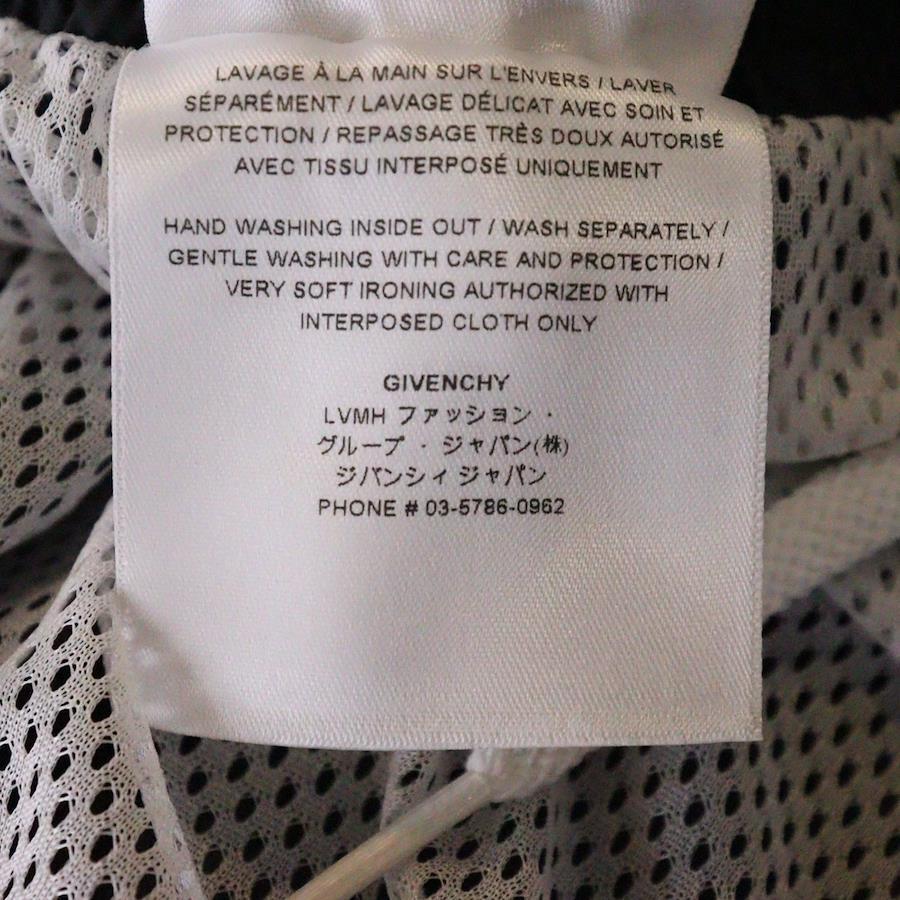 LAVAGE À LA MAIN SUR L'ENVERS / LAVER
SÉPARÉMENT / LAVAGE DÉLICAT AVEC SOIN ET
PROTECTION / REPASSAGE TRÈS DOUX AUTORISÉ
AVEC TISSU INTERPOSÉ UNIQUEMENT
HAND WASHING INSIDE OUT / WASH SEPARATELY /
GENTLE WASHING WITH CARE AND PROTECTION /
VERY SOFT IRONING AUTHORIZED WITH
INTERPOSED CLOTH ONLY
GIVENCHY
LVMH ファッション ·
グループ · ジャパン(株)
ジバンシィ ジャパン
PHONE # 03-5786-0962